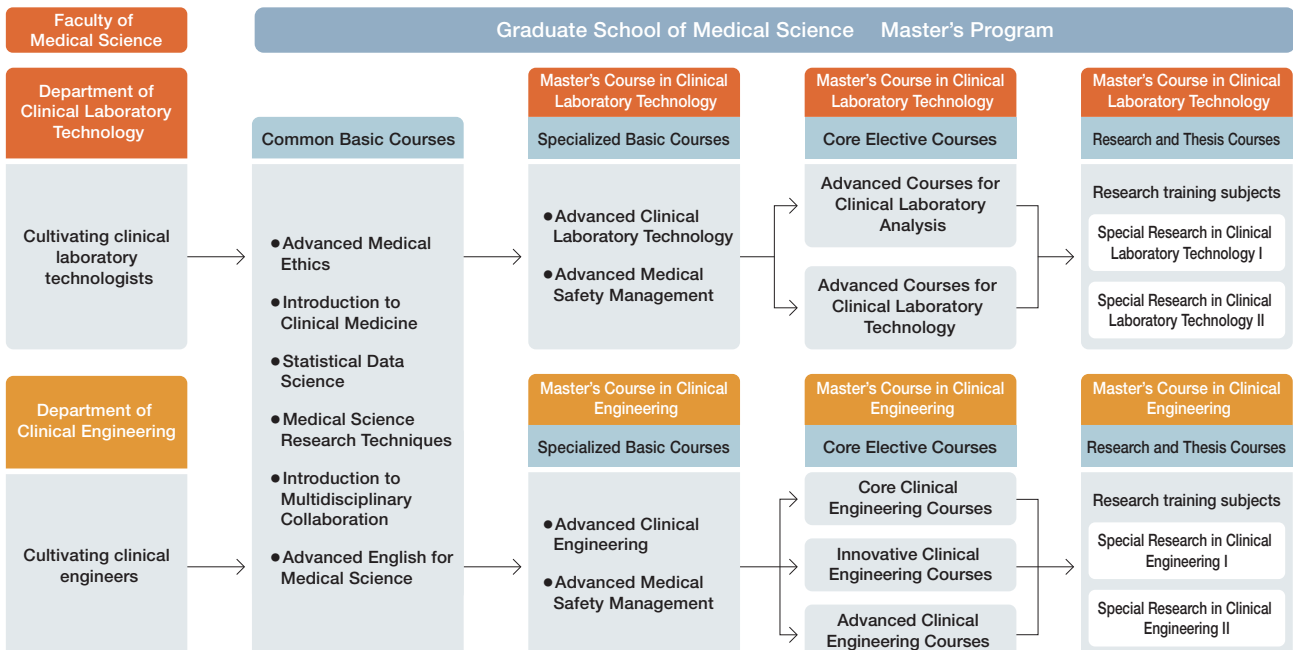 Faculty of
Medical Science
Graduate School of Medical Science Master's Program
Department of
Clinical Laboratory
Technology
Cultivating clinical
laboratory
technologists
Common Basic Courses
●Advanced Medical
Ethics
●Introduction to
Clinical Medicine
●Statistical Data
Science
●Medical Science
Research Techniques
●Introduction to
Multidisciplinary
Collaboration
●Advanced English for
Medical Science
Master's Course in Clinical
Laboratory Technology
Specialized Basic Courses
●Advanced Clinical
Laboratory Technology
●Advanced Medical
Safety Management
Master's Course in Clinical
Laboratory Technology
Core Elective Courses
Advanced Courses for
Clinical Laboratory
Analysis
Advanced Courses for
Clinical Laboratory
Technology
Master's Course in Clinical
Laboratory Technology
Research and Thesis Courses
Research training subjects
Special Research in Clinical
Laboratory Technology I
Special Research in Clinical
Laboratory Technology II
Department of
Clinical Engineering
Cultivating clinical
engineers
Master's Course in Clinical
Engineering
Specialized Basic Courses
●Advanced Clinical
Engineering
●Advanced Medical
Safety Management
Master's Course in Clinical
Engineering
Core Elective Courses
Core Clinical
Engineering Courses
Innovative Clinical
Engineering Courses
Advanced Clinical
Engineering Courses
Master's Course in Clinical
Engineering
Research and Thesis Courses
Research training subjects
Special Research in Clinical
Engineering I
Special Research in Clinical
Engineering II